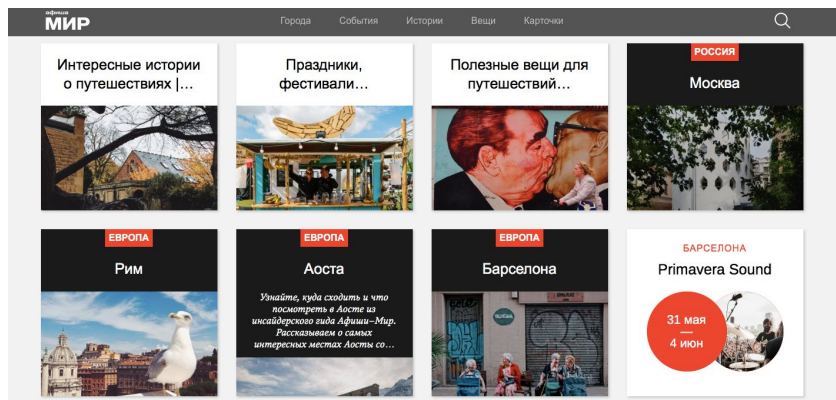 афиша
МИР
Города События Истории Вещи Карточки
Интересные истории
о путешествиях |…
Праздники,
фестивали…
Полезные вещи для
путешествий…
РОССИЯ
Москва
ЕВРОПА
Рим
ЕВРОПА
Аоста
Узнайте, куда сходить и что
посмотреть в Аосте из
инсайдерского гида Афиши–Мир.
Рассказываем о самых
интересных местах Аосты со…
ЕВРОПА
Барселона
БАРСЕЛОНА
Primavera Sound
31 мая
—
4 июн